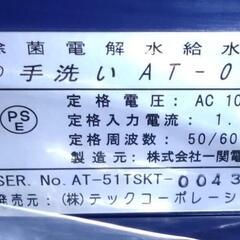 除菌電解水給水
の手洗い AT-0
PSE
定格電圧：AC 10
定格入力電流：1.
定格周波数：50/60
製造元：株式会社一関電
SER. No. AT-51TSKT-0043
発売元：(株)テックコーポレーシ